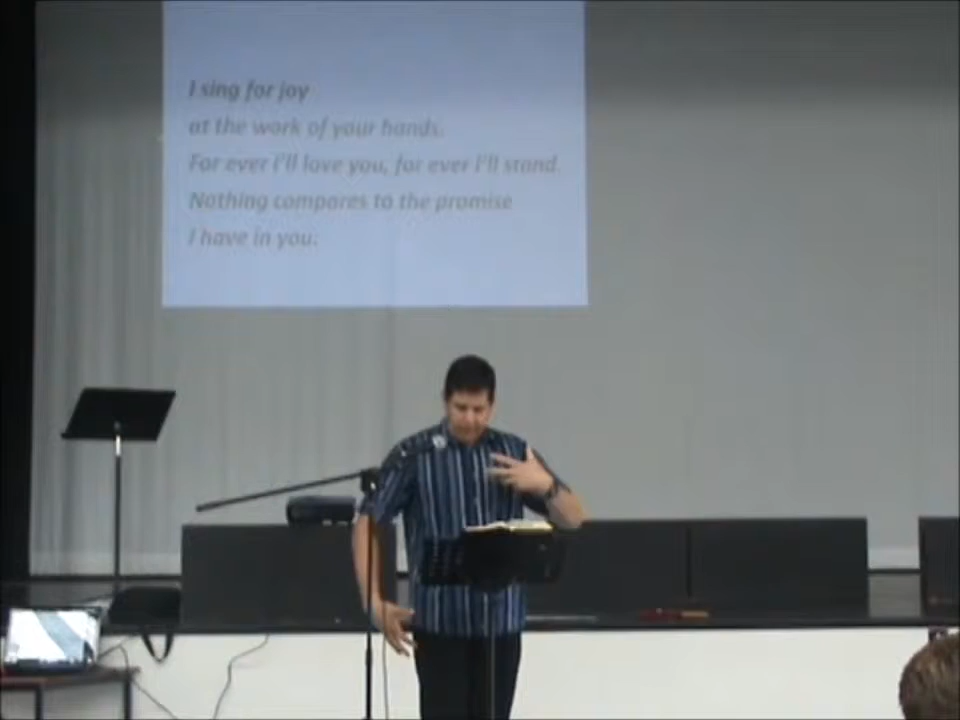 I sing for joy
at the work of your hands.
For ever i'll love you, for ever i'll stand.
Nothing compares to the promise
I have in you: